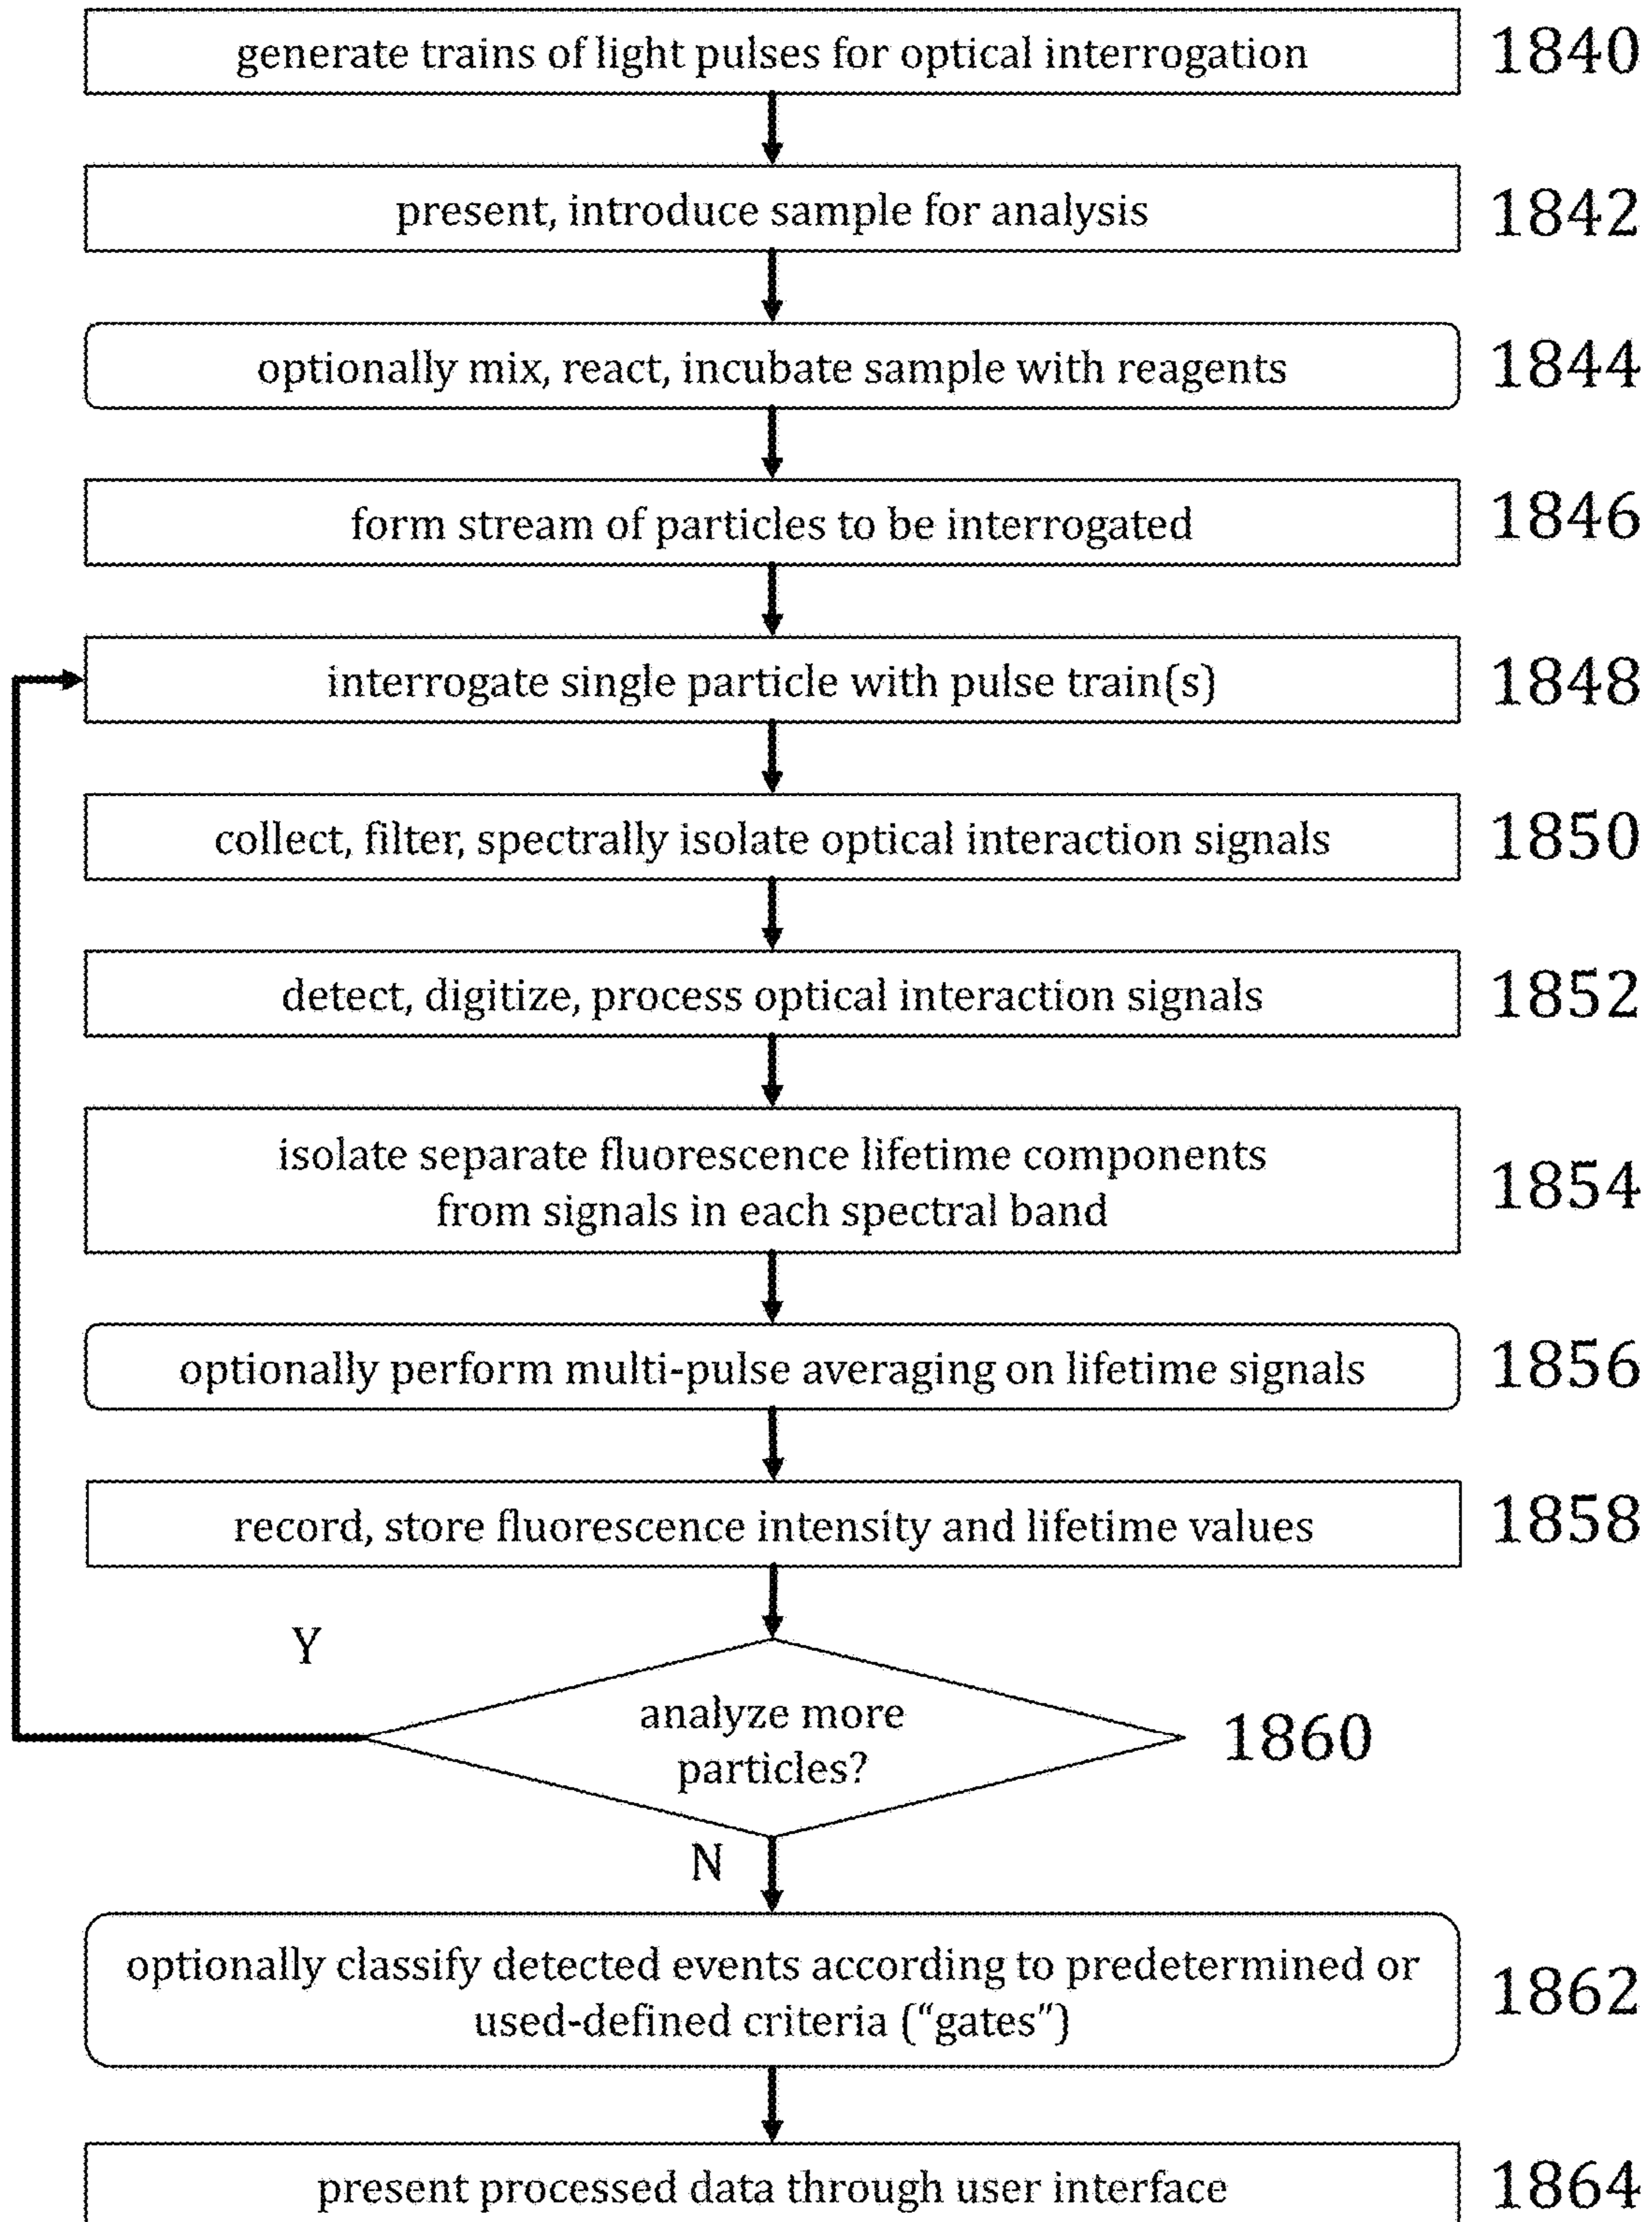 generate trains of light pulses for optical interrogation 1840
present, introduce sample for analysis 1842
optionally mix, react, incubate sample with reagents 1844
form stream of particles to be interrogated 1846
interrogate single particle with pulse train(s) 1848
collect, filter, spectrally isolate optical interaction signals 1850
detect, digitize, process optical interaction signals 1852
isolate separate fluorescence lifetime components
from signals in each spectral band
1854
optionally perform multi-pulse averaging on lifetime signals 1856
record, store fluorescence intensity and lifetime values 1858
Y
analyze more
particles?
1860
N
optionally classify detected events according to predetermined or
used-defined criteria ("gates")
1862
present processed data through user interface 1864